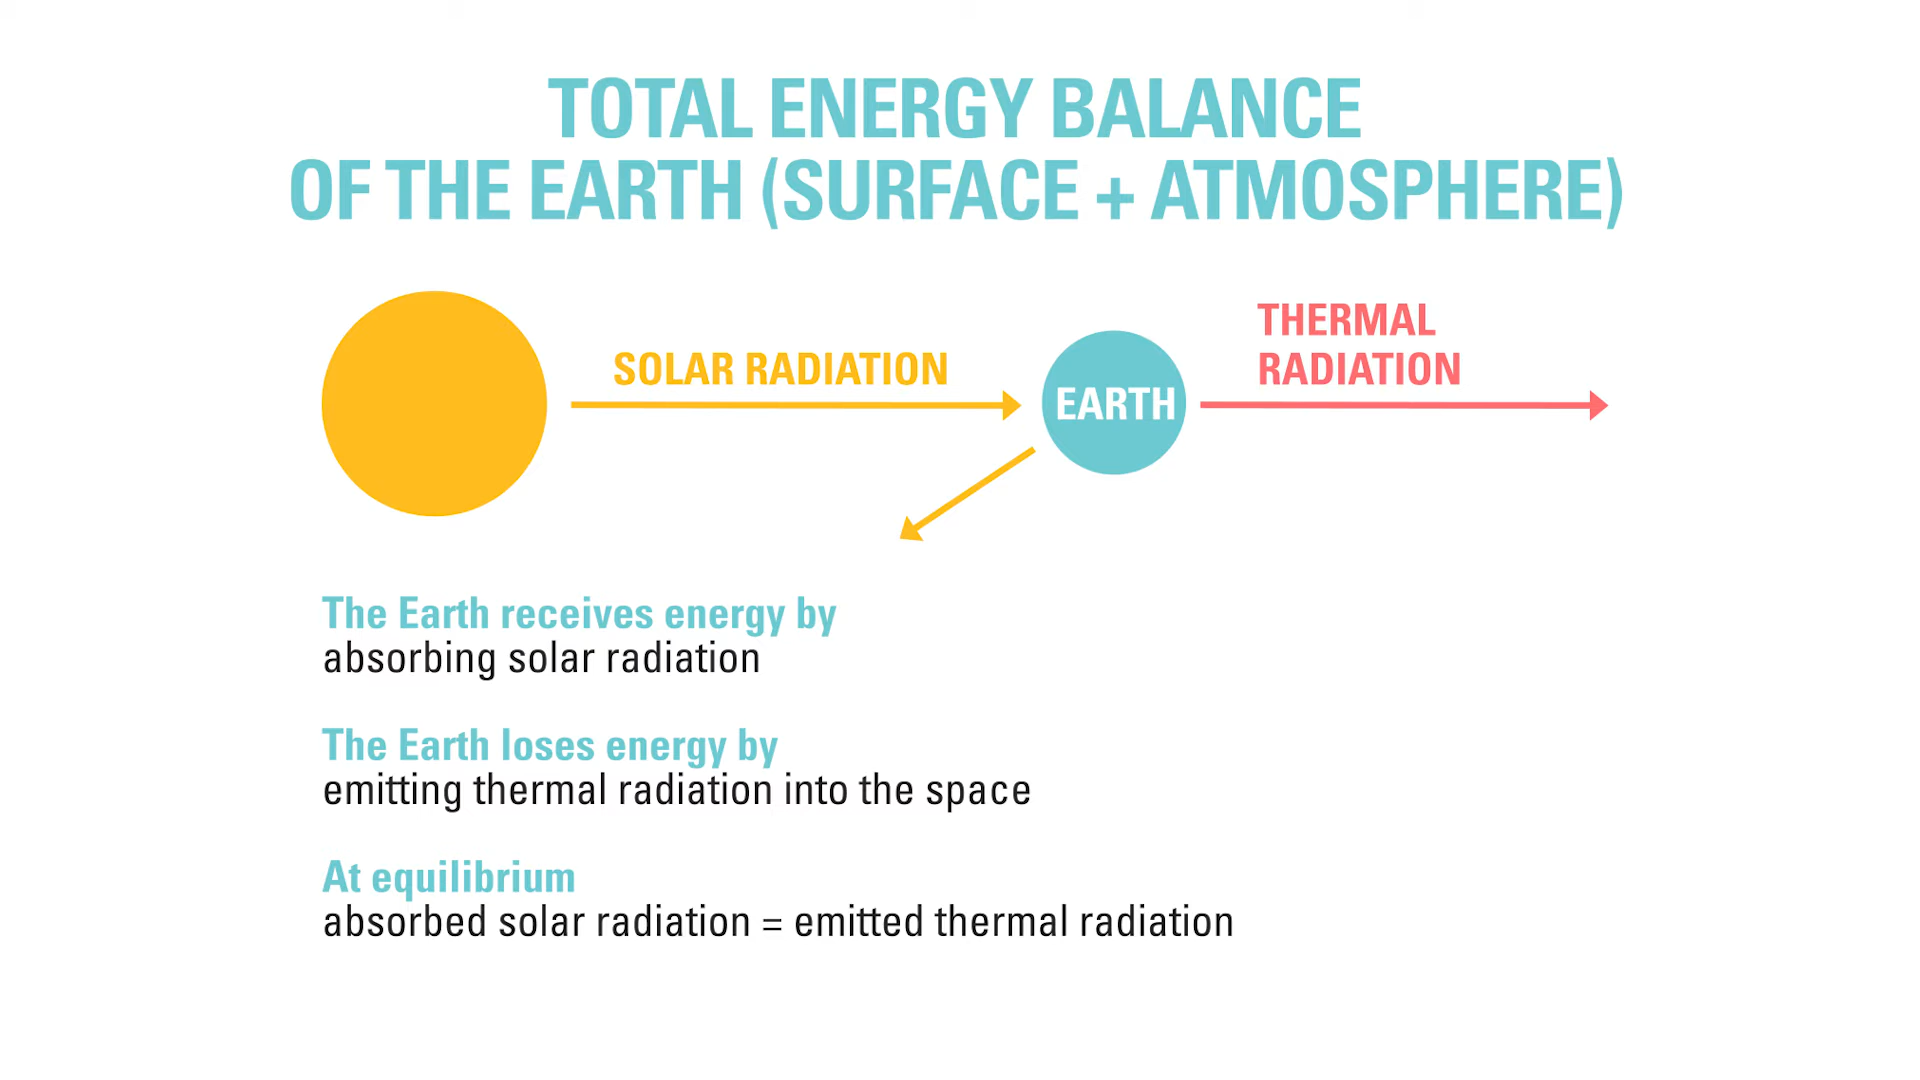 TOTAL ENERGY BALANCE
OF THE EARTH (SURFACE + ATMOSPHERE)
SOLAR RADIATION
EARTH
THERMAL
RADIATION
The Earth receives energy by
absorbing solar radiation
The Earth loses energy by
emitting thermal radiation into the space
At equilibrium
absorbed solar radiation = emitted thermal radiation